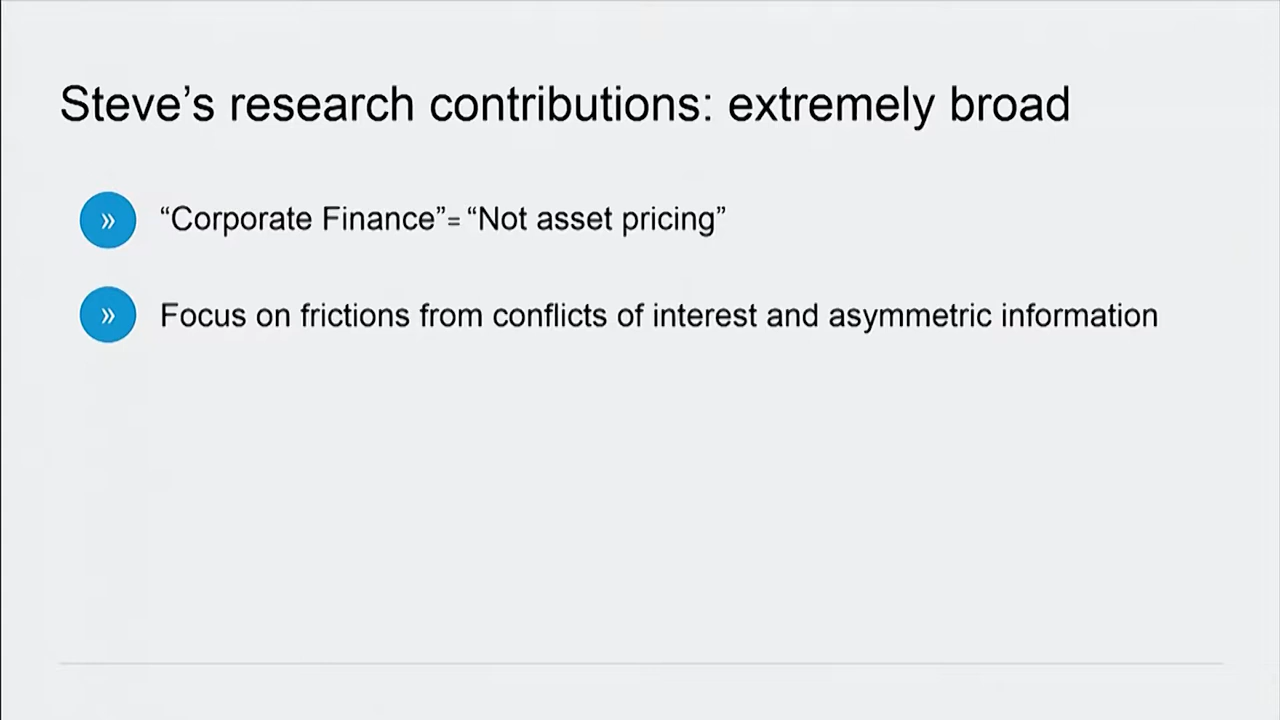 Steve’s research contributions: extremely broad
» “Corporate Finance”= “Not asset pricing”
» Focus on frictions from conflicts of interest and asymmetric information